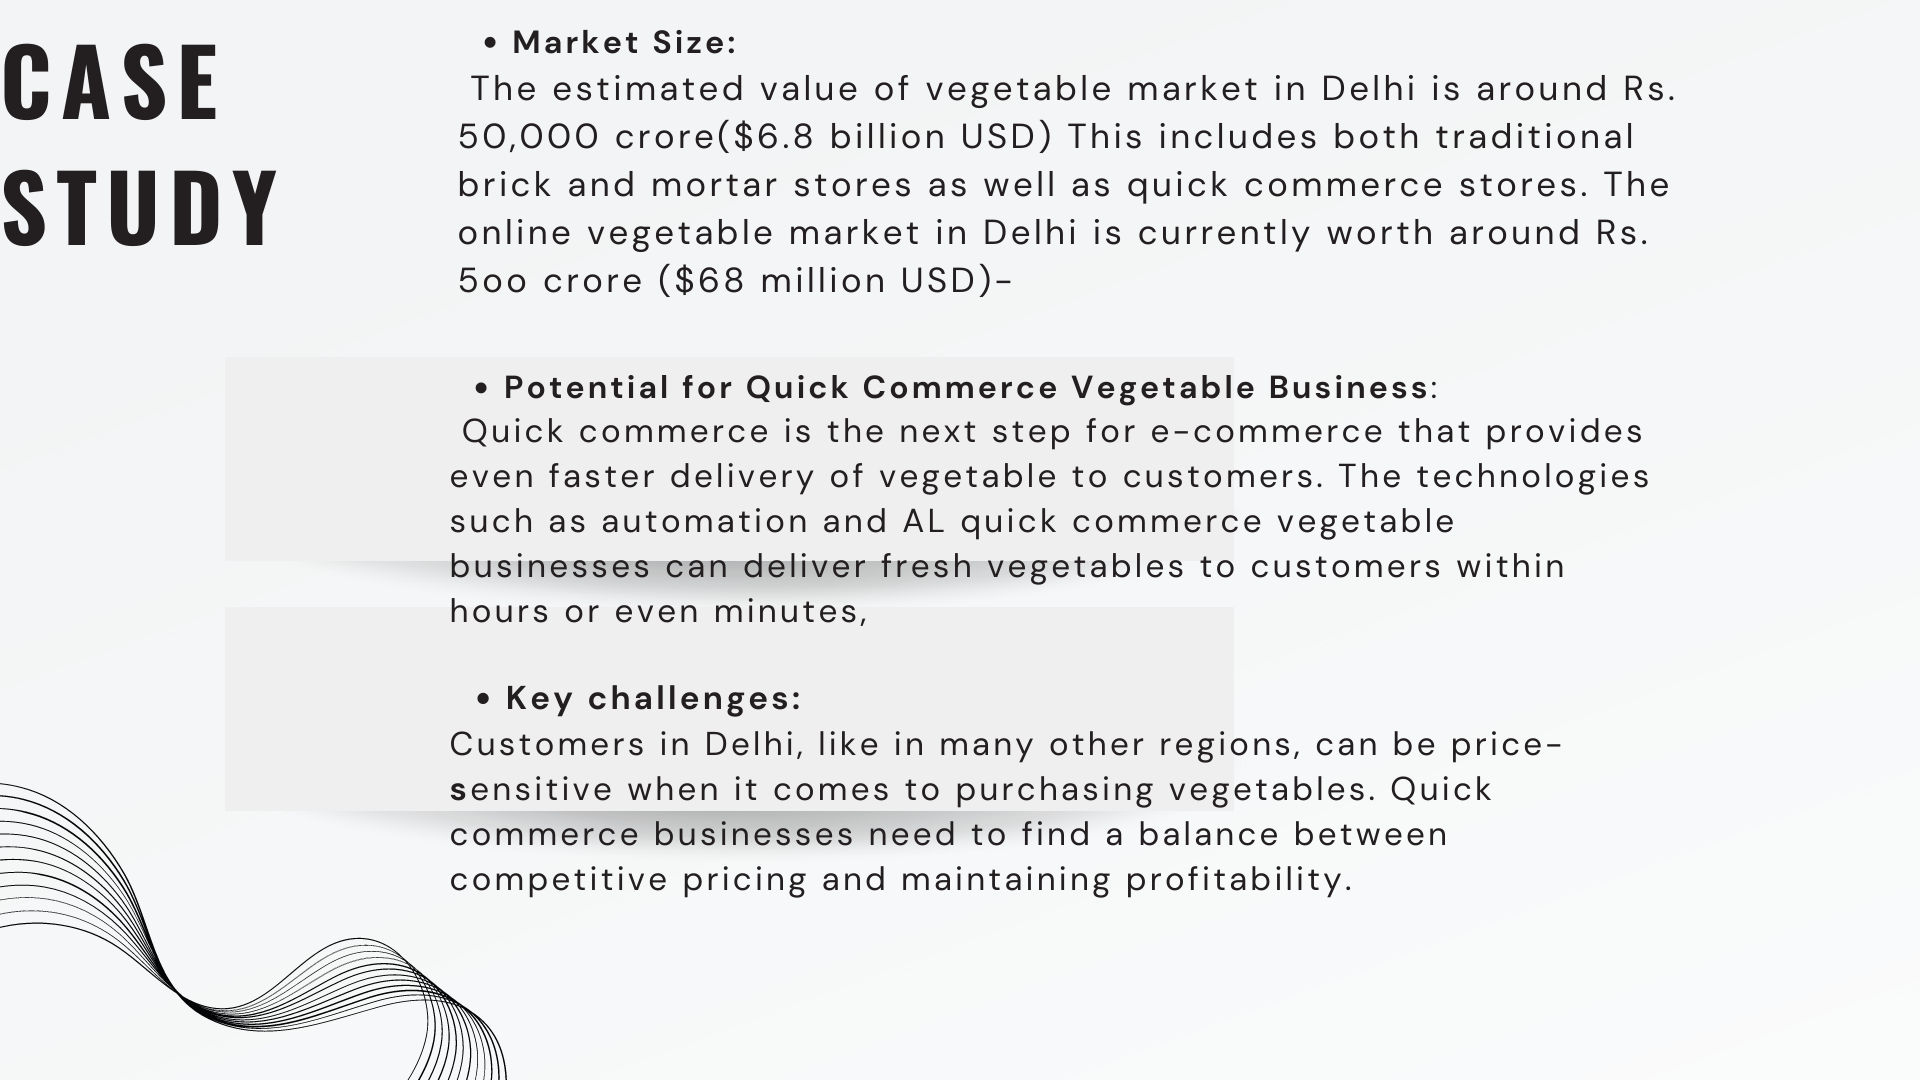 CASE
STUDY
• Market Size:
The estimated value of vegetable market in Delhi is around Rs.
50,000 crore($6.8 billion USD) This includes both traditional
brick and mortar stores as well as quick commerce stores. The
online vegetable market in Delhi is currently worth around Rs.
5oo crore ($68 million USD)-
• Potential for Quick Commerce Vegetable Business:
Quick commerce is the next step for e-commerce that provides
even faster delivery of vegetable to customers. The technologies
such as automation and AL quick commerce vegetable
businesses can deliver fresh vegetables to customers within
hours or even minutes,
• Key challenges:
Customers in Delhi, like in many other regions, can be price-
sensitive when it comes to purchasing vegetables. Quick
commerce businesses need to find a balance between
competitive pricing and maintaining profitability.